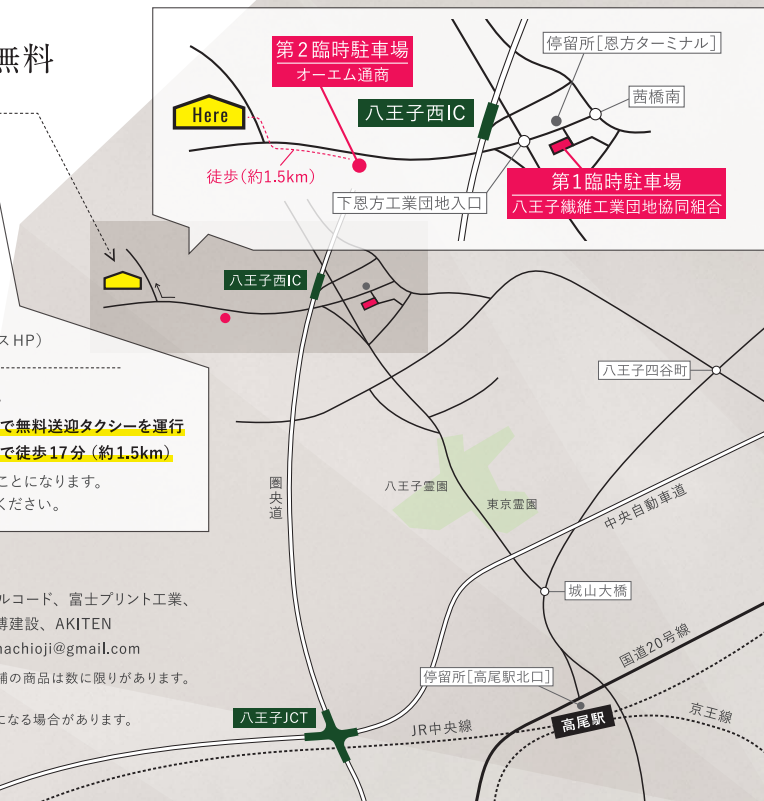 無料
第2臨時駐車場
オーエム通商
停留所[恩方ターミナル]
茜橋南
八王子西IC
Here
徒歩(約1.5km)
下恩方工業団地入口
第1臨時駐車場
八王子繊維工業団地協同組合
八王子西IC
スHP)
八王子四谷町
で無料送迎タクシーを運行
で徒歩17分(約1.5km)
ことになります。
ください。
圏央道
八王子霊園
東京霊園
中央自動車道
城山大橋
ルコード、富士プリント工業、
博建設、AKITEN
machioji@gmail.com
舗の商品は数に限りがあります。
になる場合があります。
国道20号線
停留所[高尾駅北口]
八王子JCT
JR中央線
高尾駅
京王線